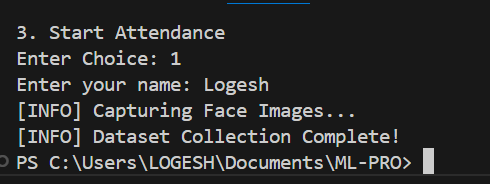 3. Start Attendance
Enter Choice: 1
Enter your name: Logesh
[INFO] Capturing Face Images...
[INFO] Dataset Collection Complete!
PS C:\Users\LOGESH\Documents\ML-PRO>